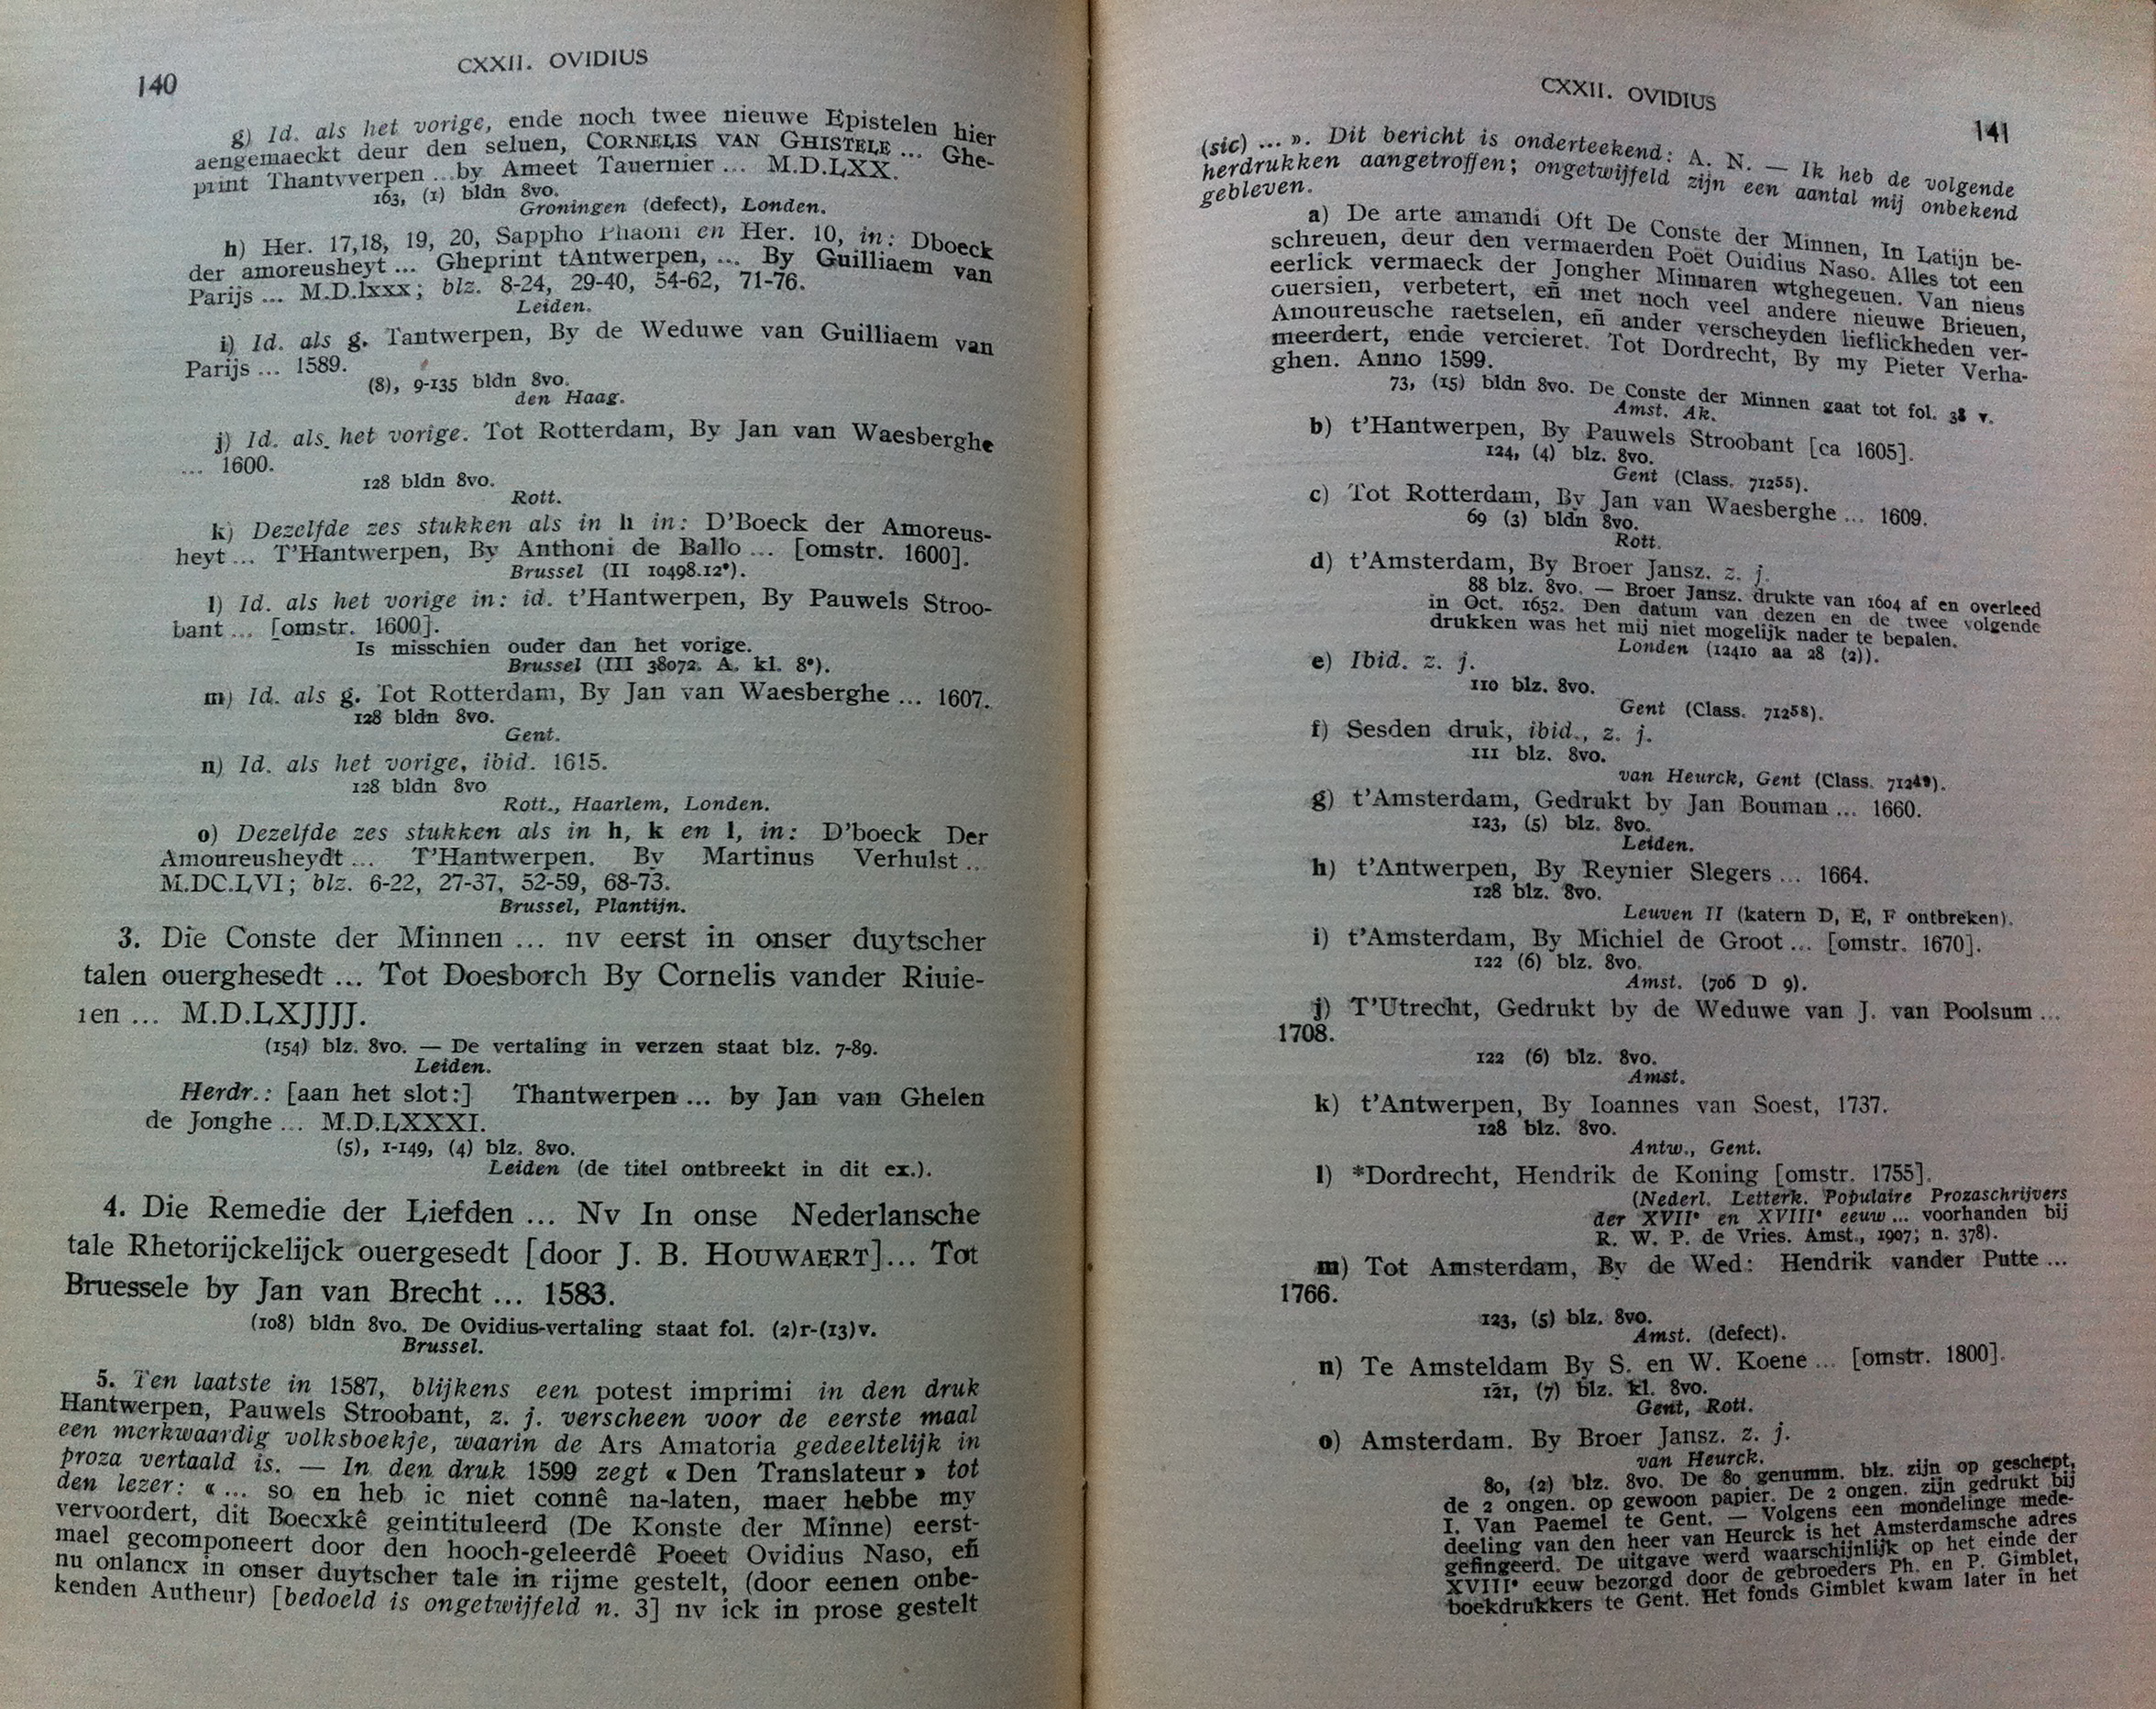 140
CXXII. OVIDIUS
g) Id. als het vorige, ende noch twee nieuwe Epistelen hier
aengemaeckt deur den seluen, CORNELIS VAN GHISTELE ... Ghe-
print Thantvverpen ... by Ameet Tauernier ... M.D.LXX.
163, (1) bldn 8vo.
Groningen (defect), Londen.
h) Her. 17,18, 19, 20, Sappho Phaoni en Her. 10, in: Dboeck
der amoreusheyt ... Gheprint tAntwerpen, ... By Guilliaem van
Parijs ... M.D.lxxx; blz. 8-24, 29-40, 54-62, 71-76.
Leiden.
i) Id. als g. Tantwerpen, By de Weduwe van Guilliaem van
Parijs ... 1589.
(8), 9-135 bldn 8vo.
den Haag.
j) Id. als het vorige. Tot Rotterdam, By Jan van Waesberghe
... 1600.
128 bldn 8vo.
Rott.
k) Dezelfde zes stukken als in h in: D'Boeck der Amoreus-
heyt ... T'Hantwerpen, By Anthoni de Ballo ... [omstr. 1600].
Brussel (II 10498.12°).
l) Id. als het vorige in: id. t'Hantwerpen, By Pauwels Stroo-
bant ... [omstr. 1600].
Is misschien ouder dan het vorige.
Brussel (III 38072. A. kl. 8°).
m) Id. als g. Tot Rotterdam, By Jan van Waesberghe ... 1607.
128 bldn 8vo.
Gent.
n) Id. als het vorige, ibid. 1615.
128 bldn 8vo
Rott., Haarlem, Londen.
o) Dezelfde zes stukken als in h, k en l, in: D'boeck Der
Amoureusheydt ... T'Hantwerpen. By Martinus Verhulst ...
M.DC.LVI; blz. 6-22, 27-37, 52-59, 68-73.
Brussel, Plantijn.
3. Die Conste der Minnen ... nv eerst in onser duytscher
talen ouerghesedt ... Tot Doesborch By Cornelis vander Riuie-
ren ... M.D.LXJJJJ.
(154) blz. 8vo. — De vertaling in verzen staat blz. 7-89.
Leiden.
Herdr.: [aan het slot:] Thantwerpen ... by Jan van Ghelen
de Jonghe ... M.D.LXXXI.
(5), 1-149, (4) blz. 8vo.
Leiden (de titel ontbreekt in dit ex.).
4. Die Remedie der Liefden ... Nv In onse Nederlansche
tale Rhetorijckelijck ouergesedt [door J. B. HOUWAERT]... Tot
Bruessele by Jan van Brecht ... 1583.
(108) bldn 8vo. De Ovidius-vertaling staat fol. (2)r-(13)v.
Brussel.
5. Ten laatste in 1587, blijkens een potest imprimi in den druk
Hantwerpen, Pauwels Stroobant, z. j. verscheen voor de eerste maal
een merkwaardig volksboekje, waarin de Ars Amatoria gedeeltelijk in
proza vertaald is. — In den druk 1599 zegt « Den Translateur » tot
den lezer: « ... so en heb ic niet connê na-laten, maer hebbe my
vervoordert, dit Boecxkê geintituleerd (De Konste der Minne) eerst-
mael gecomponeert door den hooch-geleerdê Poeet Ovidius Naso, eñ
nu onlancx in onser duytscher tale in rijme gestelt, (door eenen onbe-
kenden Autheur) [bedoeld is ongetwijfeld n. 3] nv ick in prose gestelt
CXXII. OVIDIUS
141
(sic) ... ». Dit bericht is onderteekend: A. N. — Ik heb de volgende
herdrukken aangetroffen; ongetwijfeld zijn een aantal mij onbekend
gebleven.
a) De arte amandi Oft De Conste der Minnen, In Latijn be-
schreuen, deur den vermaerden Poët Ouidius Naso. Alles tot een
eerlick vermaeck der Jongher Minnaren wtghegeuen. Van nieus
ouersien, verbetert, eñ met noch veel andere nieuwe Brieuen,
Amoureusche raetselen, eñ ander verscheyden lieflickheden ver-
meerdert, ende vercieret. Tot Dordrecht, By my Pieter Verha-
ghen. Anno 1599.
73, (15) bldn 8vo. De Conste der Minnen gaat tot fol. 38 v.
Amst. Ak.
b) t'Hantwerpen, By Pauwels Stroobant [ca 1605].
124, (4) blz. 8vo.
Gent (Class. 71255).
c) Tot Rotterdam, By Jan van Waesberghe ... 1609.
69 (3) bldn 8vo.
Rott.
d) t'Amsterdam, By Broer Jansz. z. j.
88 blz. 8vo. — Broer Jansz. drukte van 1604 af en overleed
in Oct. 1652. Den datum van dezen en de twee volgende
drukken was het mij niet mogelijk nader te bepalen.
Londen (12410 aa 28 (2)).
e) Ibid. z. j.
110 blz. 8vo.
Gent (Class. 71258).
f) Sesden druk, ibid., z. j.
111 blz. 8vo.
van Heurck, Gent (Class. 71249).
g) t'Amsterdam, Gedrukt by Jan Bouman ... 1660.
123, (5) blz. 8vo.
Leiden.
h) t'Antwerpen, By Reynier Slegers ... 1664.
128 blz. 8vo.
Leuven II (katern D, E, F ontbreken).
i) t'Amsterdam, By Michiel de Groot ... [omstr. 1670].
122 (6) blz. 8vo.
Amst. (706 D 9).
j) T'Utrecht, Gedrukt by de Weduwe van J. van Poolsum ...
1708.
122 (6) blz. 8vo.
Amst.
k) t'Antwerpen, By Ioannes van Soest, 1737.
128 blz. 8vo.
Antw., Gent.
l) *Dordrecht, Hendrik de Koning [omstr. 1755].
(Nederl. Letterk. Populaire Prozaschrijvers
der XVIIe en XVIIIe eeuw ... voorhanden bij
R. W. P. de Vries. Amst., 1907; n. 378).
m) Tot Amsterdam, By de Wed: Hendrik vander Putte ...
1766.
123, (5) blz. 8vo.
Amst. (defect).
n) Te Amsteldam By S. en W. Koene ... [omstr. 1800].
121, (7) blz. kl. 8vo.
Gent, Rott.
o) Amsterdam. By Broer Jansz. z. j.
van Heurck.
80, (2) blz. 8vo. De 80 genumm. blz. zijn op geschept,
de 2 ongen. op gewoon papier. De 2 ongen. zijn gedrukt bij
I. Van Paemel te Gent. — Volgens een mondelinge mede-
deeling van den heer van Heurck is het Amsterdamsche adres
gefingeerd. De uitgave werd waarschijnlijk op het einde der
XVIIIe eeuw bezorgd door de gebroeders Ph. en P. Gimblet,
boekdrukkers te Gent. Het fonds Gimblet kwam later in het